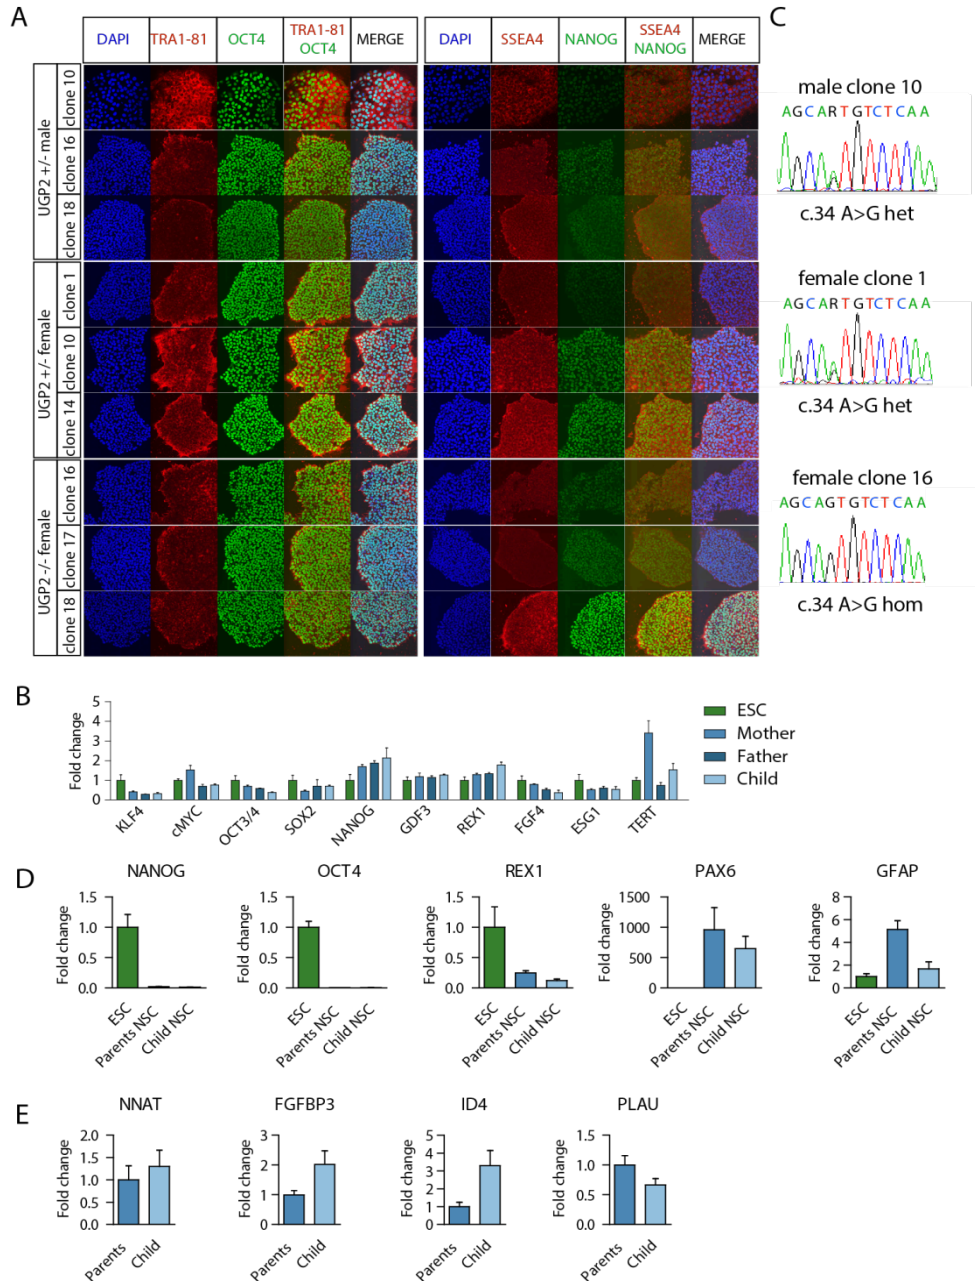 A
DAPI TRA1-81 OCT4 TRA1-81 OCT4 MERGE
DAPI SSEA4 NANOG SSEA4 NANOG MERGE
UGP2 +/- male
clone 10
clone 16
clone 18
UGP2 +/- female
clone 1
clone 10
clone 14
UGP2 -/- female
clone 16
clone 17
clone 18
C
male clone 10
AGCARTGTCTCAA
c.34 A>G het
female clone 1
AGCARTGTCTCAA
c.34 A>G het
female clone 16
AGCAGTGTCTCAA
c.34 A>G hom
B
Fold change
5
4
3
2
1
0
KLF4 cMYC OCT3/4 SOX2 NANOG GDF3 REX1 FGF4 ESG1 TERT
ESC
Mother
Father
Child
D
NANOG
Fold change
1.5
1.0
0.5
0.0
ESC Parents NSC Child NSC
OCT4
Fold change
1.5
1.0
0.5
0.0
ESC Parents NSC Child NSC
REX1
Fold change
1.5
1.0
0.5
0.0
ESC Parents NSC Child NSC
PAX6
Fold change
1500
1000
500
0
ESC Parents NSC Child NSC
GFAP
Fold change
8
6
4
2
0
ESC Parents NSC Child NSC
E
NNAT
Fold change
2.0
1.5
1.0
0.5
0.0
Parents Child
FGFBP3
Fold change
3
2
1
0
Parents Child
ID4
Fold change
5
4
3
2
1
0
Parents Child
PLAU
Fold change
1.5
1.0
0.5
0.0
Parents Child